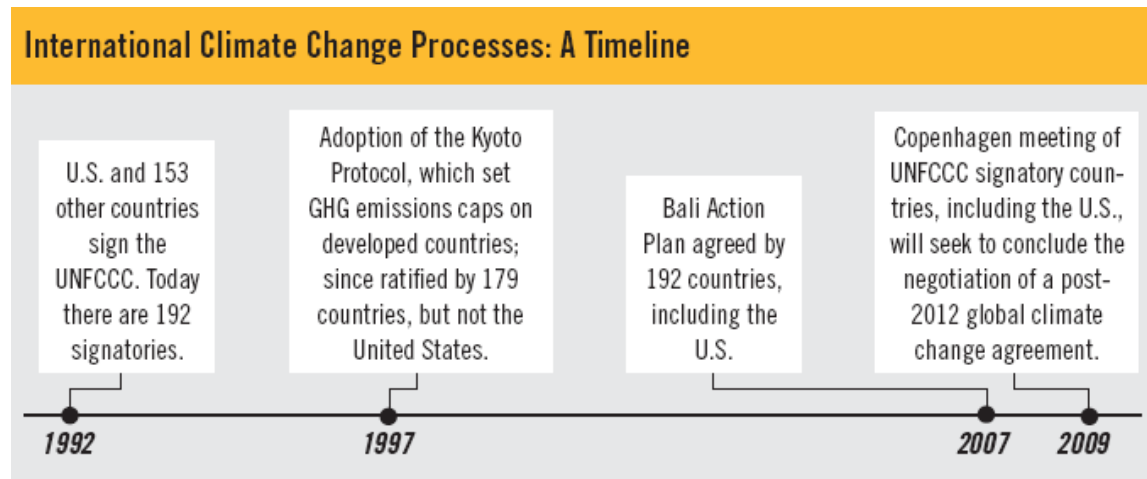 International Climate Change Processes: A Timeline
U.S. and 153
other countries
sign the
UNFCCC. Today
there are 192
signatories.
Adoption of the Kyoto
Protocol, which set
GHG emissions caps on
developed countries;
since ratified by 179
countries, but not the
United States.
Bali Action
Plan agreed by
192 countries,
including the
U.S.
Copenhagen meeting of
UNFCCC signatory coun-
tries, including the U.S.,
will seek to conclude the
negotiation of a post-
2012 global climate
change agreement.
1992
1997
2007
2009